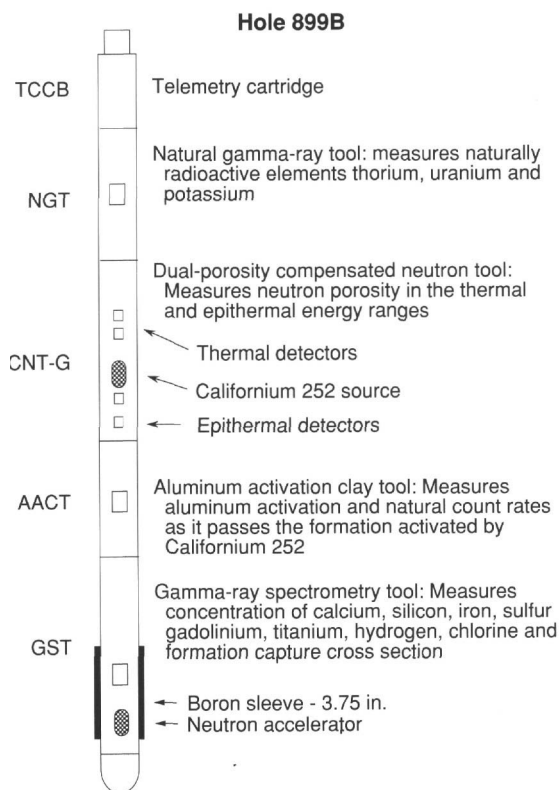 Hole 899B
TCCB
Telemetry cartridge
Natural gamma-ray tool: measures naturally
radioactive elements thorium, uranium and
potassium
NGT
Dual-porosity compensated neutron tool:
Measures neutron porosity in the thermal
and epithermal energy ranges
Thermal detectors
CNT-G
Californium 252 source
Epithermal detectors
AACT
Aluminum activation clay tool: Measures
aluminum activation and natural count rates
as it passes the formation activated by
Californium 252
Gamma-ray spectrometry tool: Measures
concentration of calcium, silicon, iron, sulfur
gadolinium, titanium, hydrogen, chlorine and
formation capture cross section
GST
Boron sleeve - 3.75 in.
Neutron accelerator